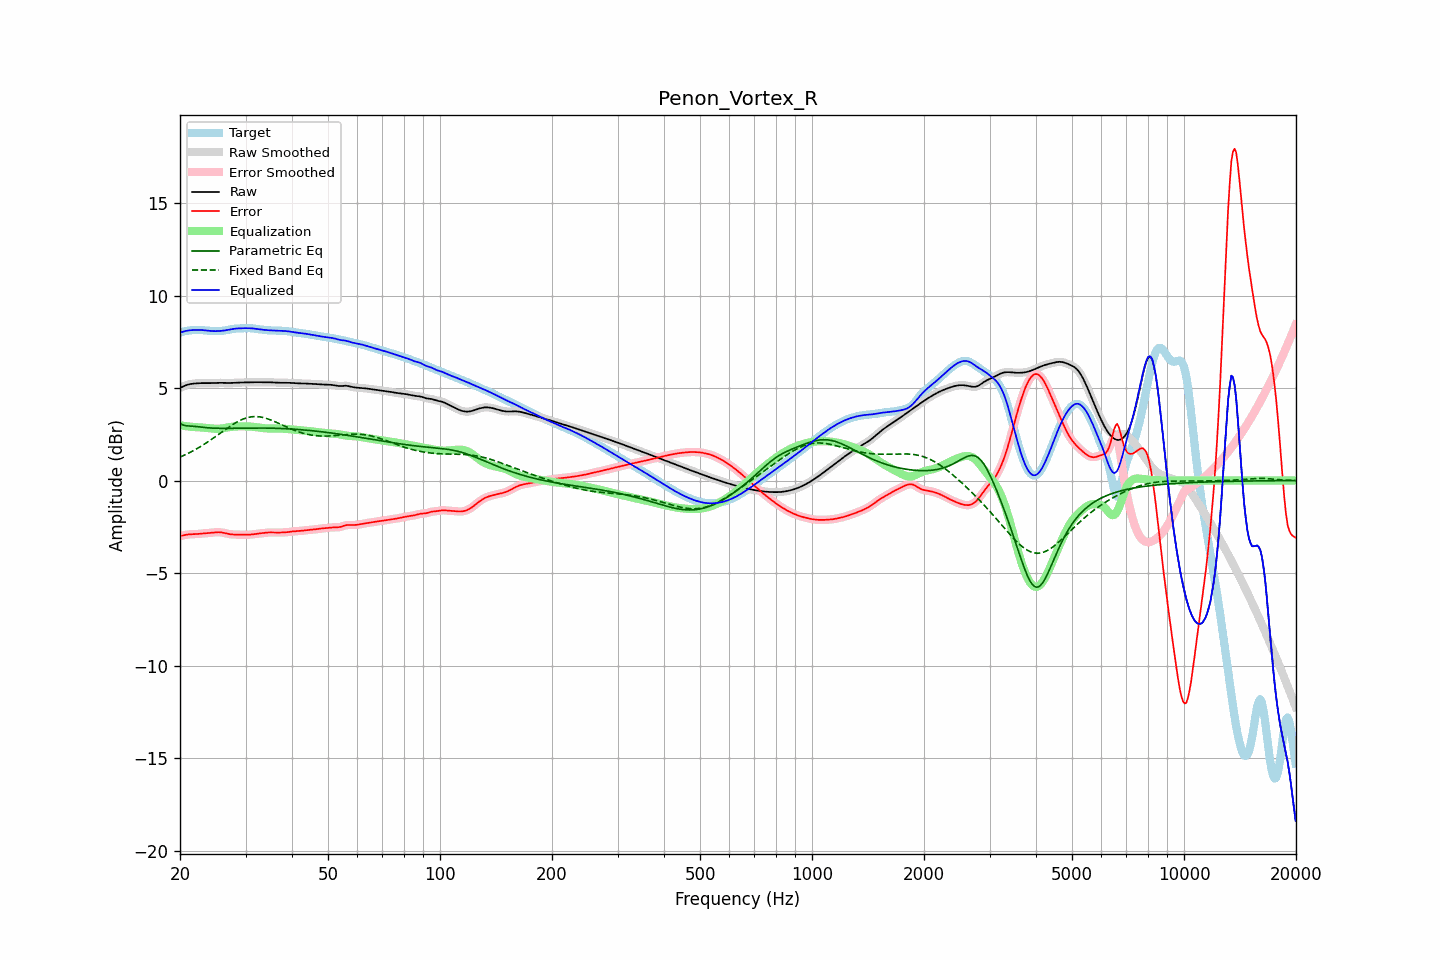 Penon_Vortex_R
Target
Raw Smoothed
Error Smoothed
Raw
Error
Equalization
Parametric Eq
Fixed Band Eq
Equalized
15
10
5
0
−5
−10
−15
−20
Amplitude (dBr)
20
50
100
200
500
1000
2000
5000
10000
20000
Frequency (Hz)